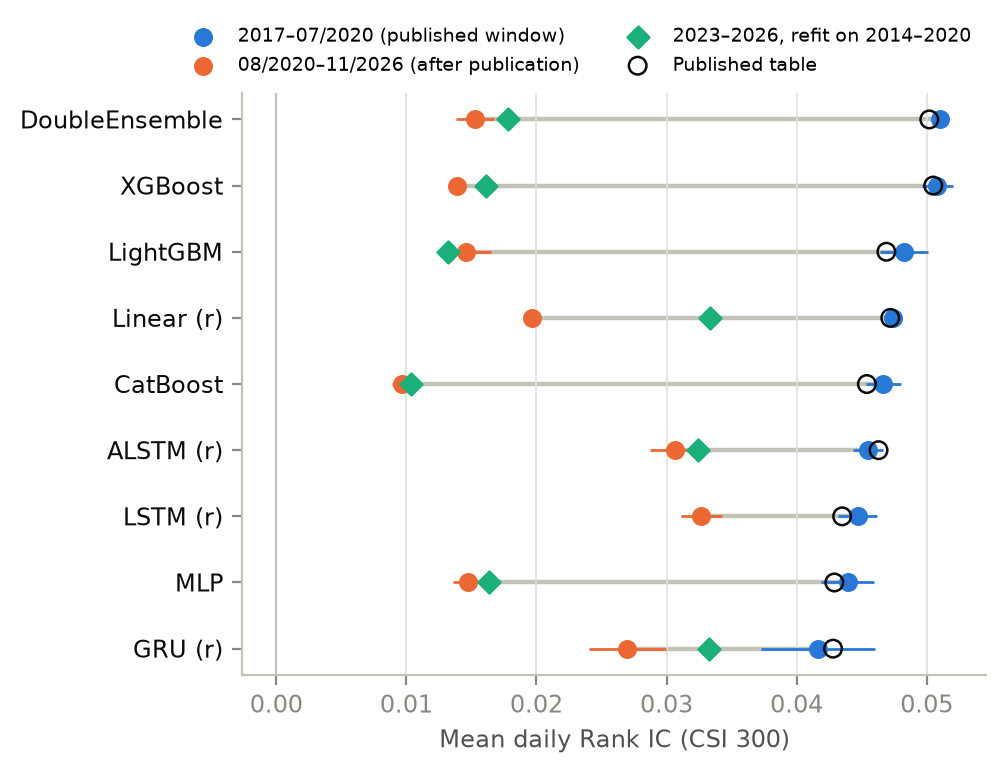 2017–07/2020 (published window)
08/2020–11/2026 (after publication)
2023–2026, refit on 2014–2020
Published table
DoubleEnsemble
XGBoost
LightGBM
Linear (r)
CatBoost
ALSTM (r)
LSTM (r)
MLP
GRU (r)
0.00 0.01 0.02 0.03 0.04 0.05
Mean daily Rank IC (CSI 300)